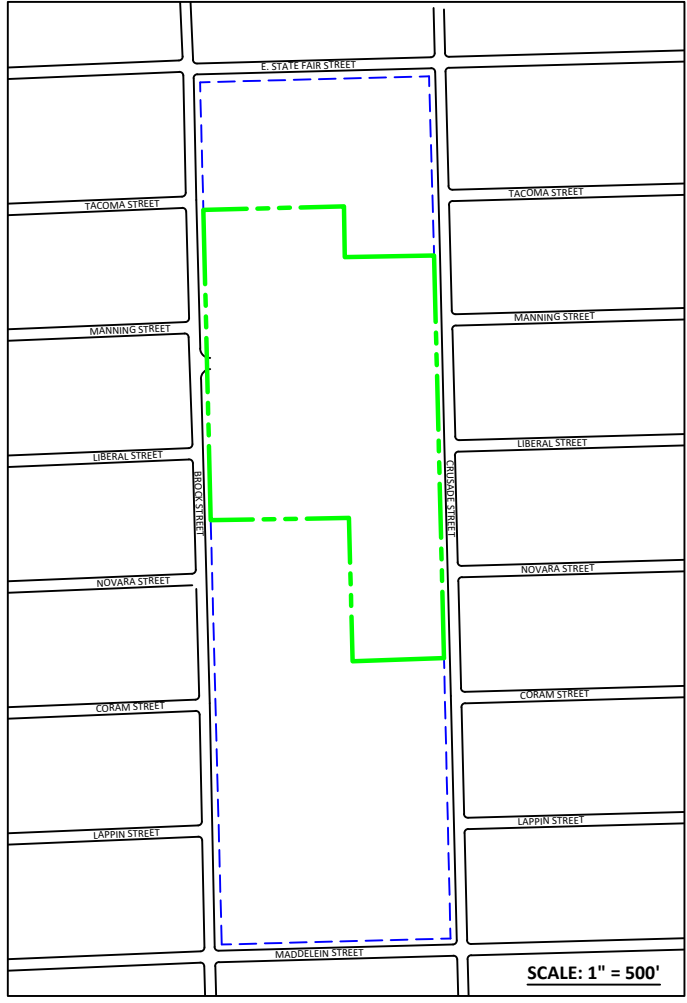 E. STATE FAIR STREET
TACOMA STREET
TACOMA STREET
MANNING STREET
MANNING STREET
LIBERAL STREET
LIBERAL STREET
BROCK STREET
CRUSADE STREET
NOVARA STREET
NOVARA STREET
CORAM STREET
CORAM STREET
LAPPIN STREET
LAPPIN STREET
MADDELEIN STREET
SCALE: 1" = 500'